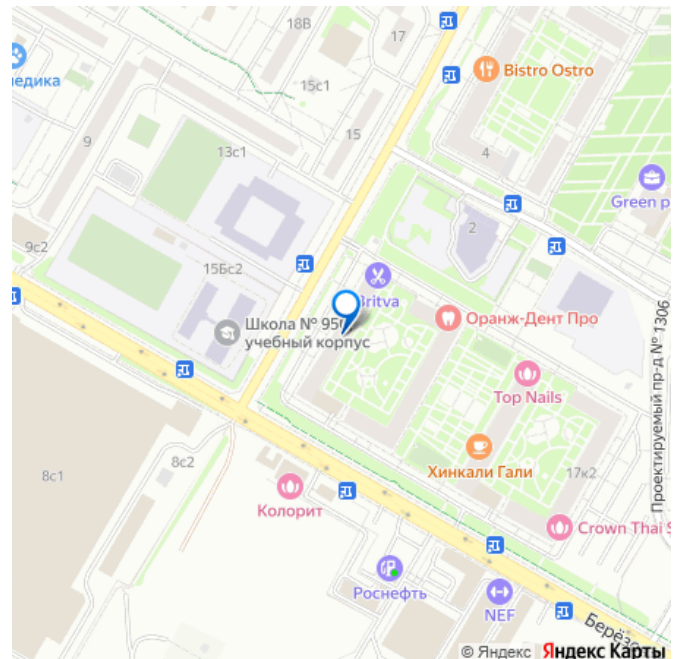 18В
17
Bistro Ostro
едика
15с1
9
15
13с1
4
Green p
2
9с2
15Бс2
Britva
Школа № 950
учебный корпус
Оранж-Дент Про
Проектируемый пр-д № 1306
Top Nails
8с1
8с2
Хинкали Гали
17к2
Колорит
Crown Thai S
Роснефть
NEF
Берёзо
© Яндекс Яндекс Карты